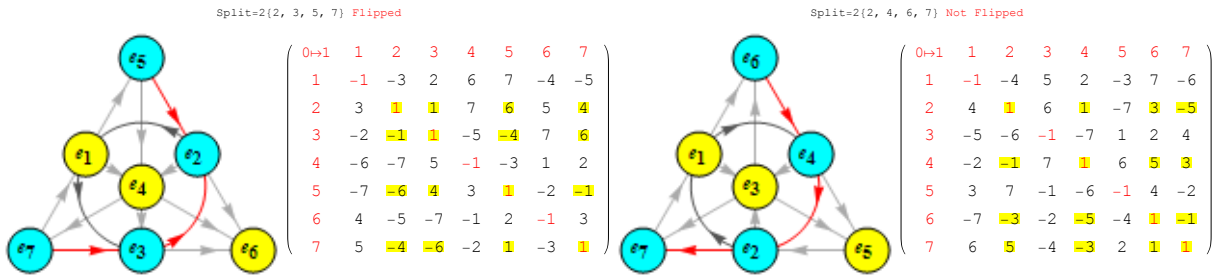 Split=2{2, 3, 5, 7} Flipped
e5
e1
e2
e4
e7
e3
e6
0↦1 1 2 3 4 5 6 7
1 -1 -3 2 6 7 -4 -5
2 3 1 1 7 6 5 4
3 -2 -1 1 -5 -4 7 6
4 -6 -7 5 -1 -3 1 2
5 -7 -6 4 3 1 -2 -1
6 4 -5 -7 -1 2 -1 3
7 5 -4 -6 -2 1 -3 1
Split=2{2, 4, 6, 7} Not Flipped
e6
e1
e4
e3
e7
e2
e5
0↦1 1 2 3 4 5 6 7
1 -1 -4 5 2 -3 7 -6
2 4 1 6 1 -7 3 -5
3 -5 -6 -1 -7 1 2 4
4 -2 -1 7 1 6 5 3
5 3 7 -1 -6 -1 4 -2
6 -7 -3 -2 -5 -4 1 -1
7 6 5 -4 -3 2 1 1